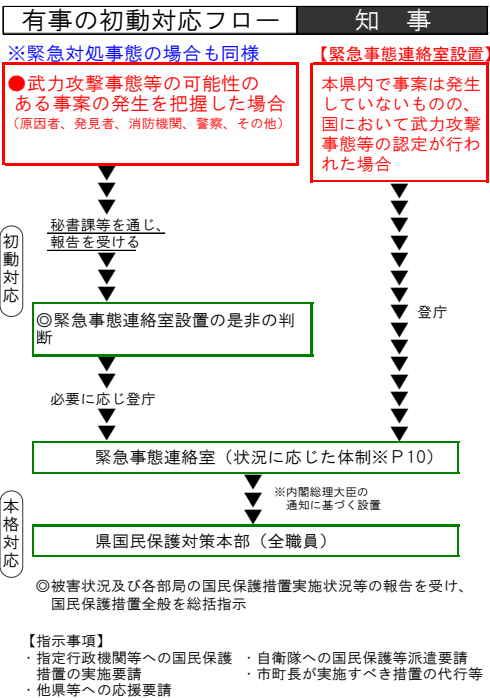 有事の初動対応フロー
知　事
※緊急対処事態の場合も同様
【緊急事態連絡室設置】
●武力攻撃事態等の可能性の
ある事案の発生を把握した場合
（原因者、発見者、消防機関、警察、その他）
本県内で事案は発生
していないものの、
国において武力攻撃
事態等の認定が行わ
れた場合
秘書課等を通じ、
報告を受ける
初動対応
◎緊急事態連絡室設置の是非の判
断
登庁
必要に応じ登庁
緊急事態連絡室（状況に応じた体制※Ｐ10）
※内閣総理大臣の
通知に基づく設置
本格対応
県国民保護対策本部（全職員）
◎被害状況及び各部局の国民保護措置実施状況等の報告を受け、
国民保護措置全般を総括指示
【指示事項】
・指定行政機関等への国民保護
措置の実施要請
・他県等への応援要請
・自衛隊への国民保護等派遣要請
・市町長が実施すべき措置の代行等